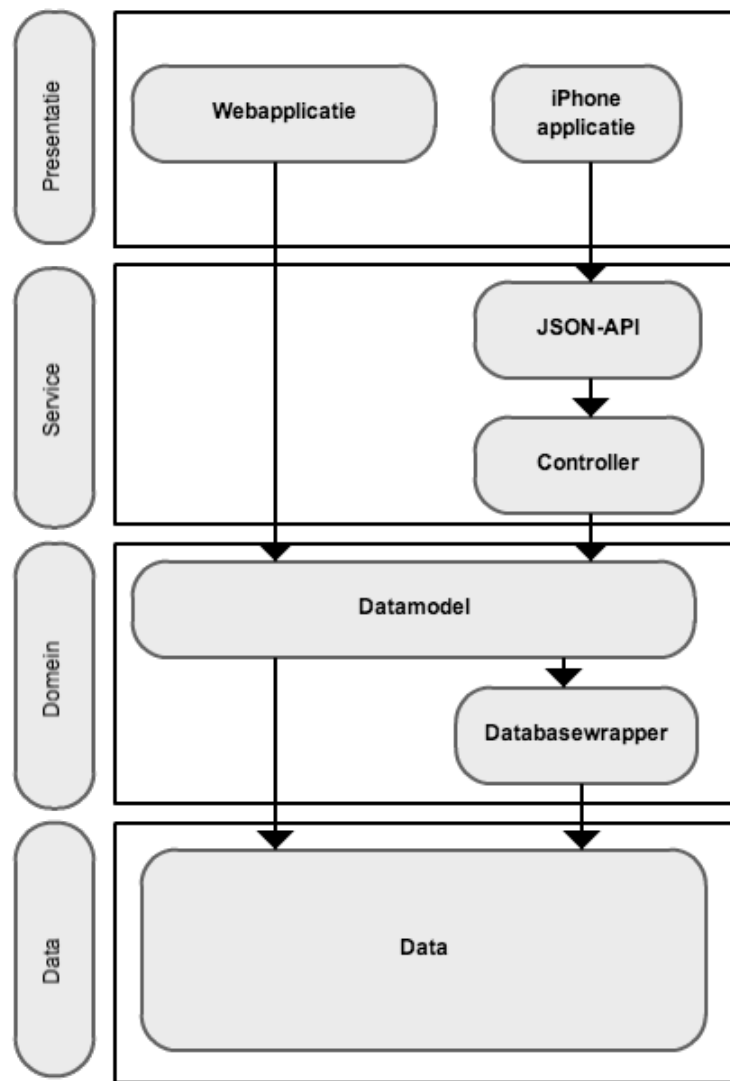 Presentatie
Webapplicatie
iPhone
applicatie
Service
JSON-API
Controller
Domein
Datamodel
Databasewrapper
Data
Data